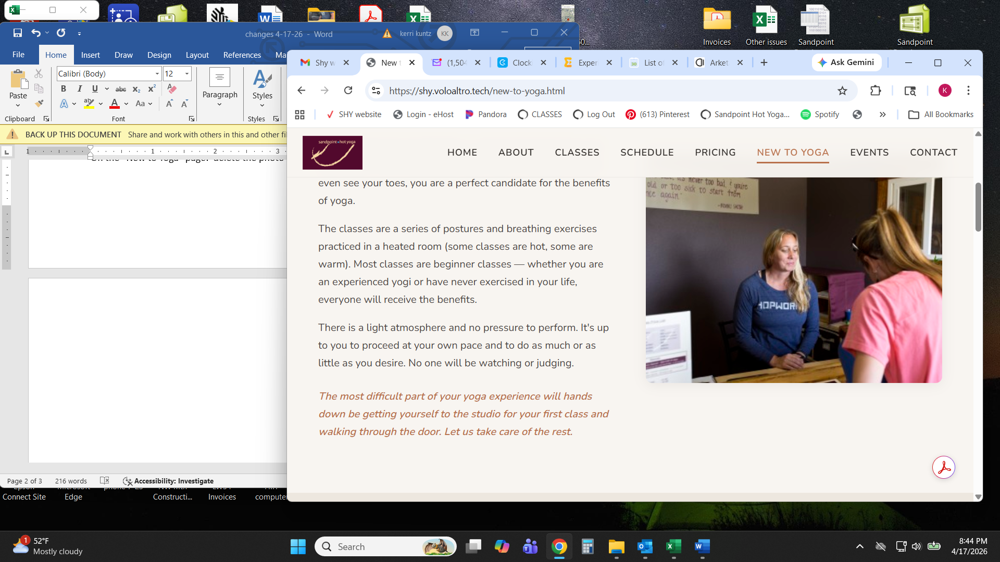 changes 4-17-26 - Word
kerri kuntz
KK
File
Home
Insert
Draw
Design
Layout
References
Calibri (Body)
12
Paste
Paragraph
Styles
Clipboard
Font
Styles
BACK UP THIS DOCUMENT Share and work with others in this and other
Page 2 of 3
216 words
Accessibility: Investigate
Invoices
Other issues
Sandpoint
Sandpoint
Shy w
New t
(1,504
Clock
Exper
List o
Arket
Ask Gemini
https://shy.voloaltro.tech/new-to-yoga.html
K
SHY website
Login - eHost
Pandora
CLASSES
Log Out
(613) Pinterest
Sandpoint Hot Yoga...
Spotify
All Bookmarks
sandpoint hot yoga
HOME
ABOUT
CLASSES
SCHEDULE
PRICING
NEW TO YOGA
EVENTS
CONTACT
even see your toes, you are a perfect candidate for the benefits
of yoga.
The classes are a series of postures and breathing exercises
practiced in a heated room (some classes are hot, some are
warm). Most classes are beginner classes — whether you are
an experienced yogi or have never exercised in your life,
everyone will receive the benefits.
There is a light atmosphere and no pressure to perform. It's up
to you to proceed at your own pace and to do as much or as
little as you desire. No one will be watching or judging.
The most difficult part of your yoga experience will hands
down be getting yourself to the studio for your first class and
walking through the door. Let us take care of the rest.
never too bad,
old or too sick to start from
once again."
HOPWOR
Connect Site
Edge
Constructi...
Invoices
compute
1
52°F
Mostly cloudy
Search
8:44 PM
4/17/2026